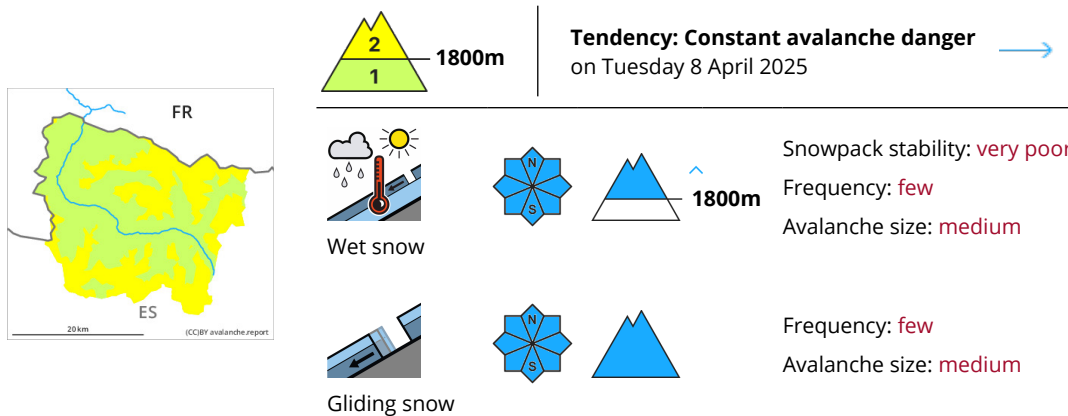 2
1800m
1
Tendency: Constant avalanche danger
on Tuesday 8 April 2025
FR
ES
20 km
(CC)BY avalanche.report
N
S
1800m
Wet snow
Snowpack stability: very poor
Frequency: few
Avalanche size: medium
N
S
Gliding snow
Frequency: few
Avalanche size: medium